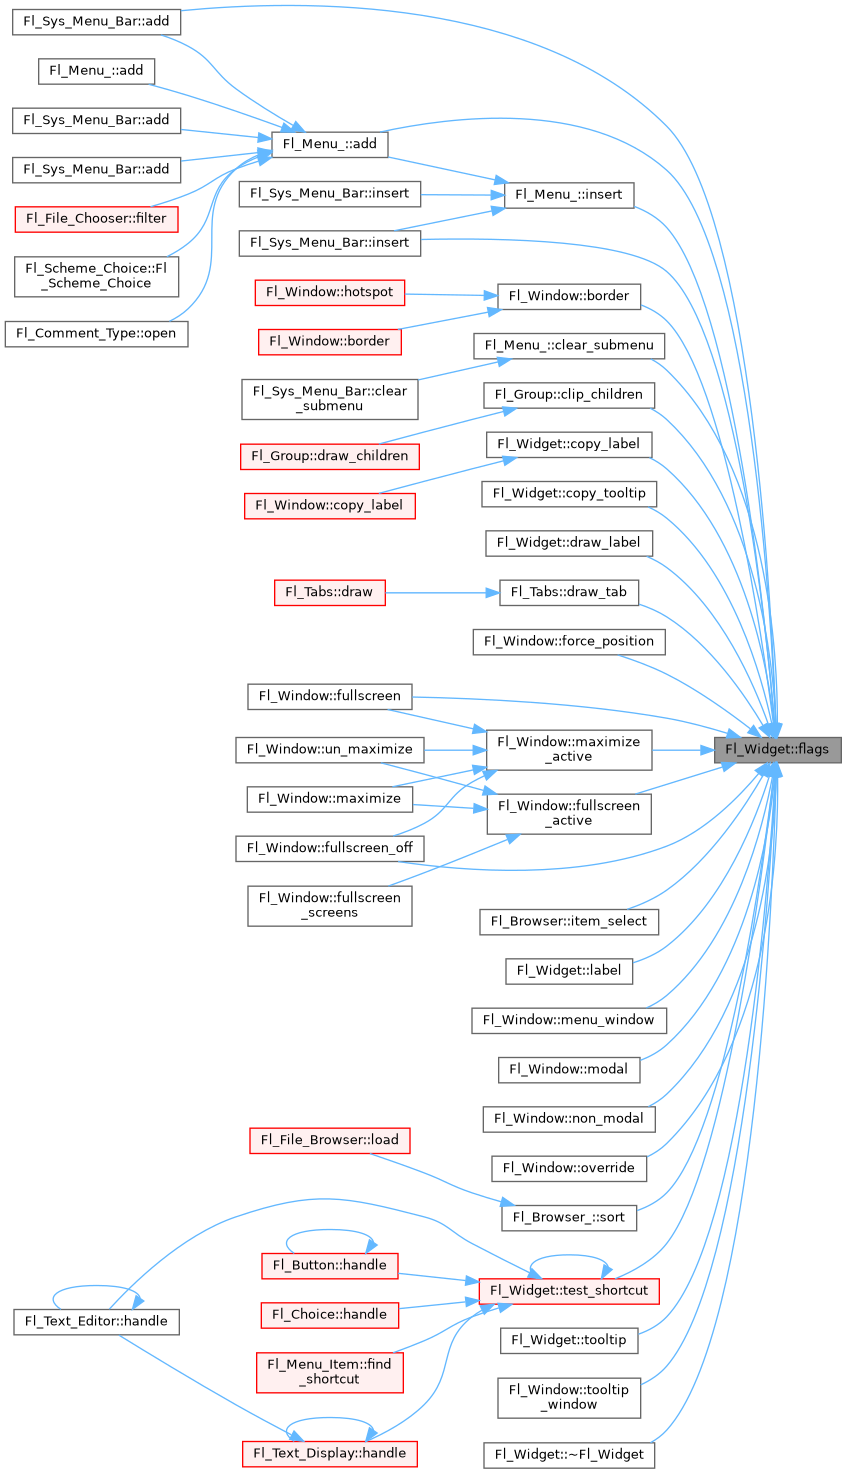 Fl_Sys_Menu_Bar::add
Fl_Menu_::add
Fl_Sys_Menu_Bar::add
Fl_Sys_Menu_Bar::add
Fl_File_Chooser::filter
Fl_Scheme_Choice::Fl
_Scheme_Choice
Fl_Comment_Type::open
Fl_Menu_::add
Fl_Sys_Menu_Bar::insert
Fl_Sys_Menu_Bar::insert
Fl_Menu_::insert
Fl_Window::hotspot
Fl_Window::border
Fl_Window::border
Fl_Menu_::clear_submenu
Fl_Sys_Menu_Bar::clear
_submenu
Fl_Group::clip_children
Fl_Group::draw_children
Fl_Widget::copy_label
Fl_Window::copy_label
Fl_Widget::copy_tooltip
Fl_Widget::draw_label
Fl_Tabs::draw
Fl_Tabs::draw_tab
Fl_Window::force_position
Fl_Window::fullscreen
Fl_Window::un_maximize
Fl_Window::maximize
_active
Fl_Widget::flags
Fl_Window::maximize
Fl_Window::fullscreen
_active
Fl_Window::fullscreen_off
Fl_Window::fullscreen
_screens
Fl_Browser::item_select
Fl_Widget::label
Fl_Window::menu_window
Fl_Window::modal
Fl_Window::non_modal
Fl_File_Browser::load
Fl_Window::override
Fl_Browser_::sort
Fl_Button::handle
Fl_Widget::test_shortcut
Fl_Choice::handle
Fl_Text_Editor::handle
Fl_Widget::tooltip
Fl_Menu_Item::find
_shortcut
Fl_Window::tooltip
_window
Fl_Text_Display::handle
Fl_Widget::~Fl_Widget